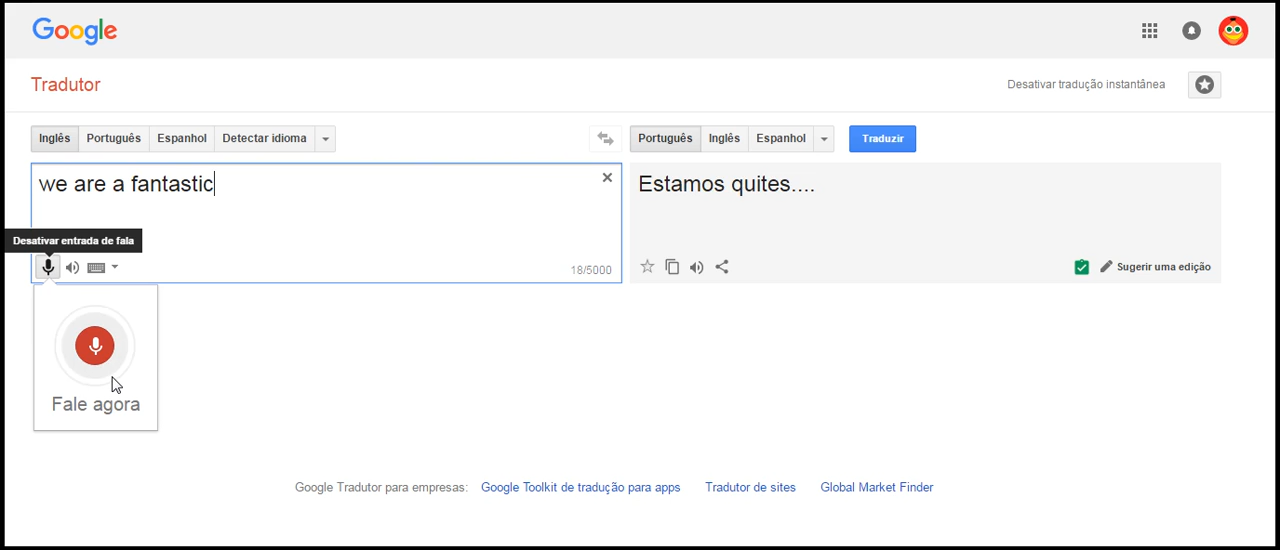 Google
Tradutor
Desativar tradução instantânea
Inglês Português Espanhol Detectar idioma
Português Inglês Espanhol
Traduzir
we are a fantastic
Estamos quites....
Desativar entrada de fala
18/5000
Sugerir uma edição
Fale agora
Google Tradutor para empresas: Google Toolkit de tradução para apps Tradutor de sites Global Market Finder